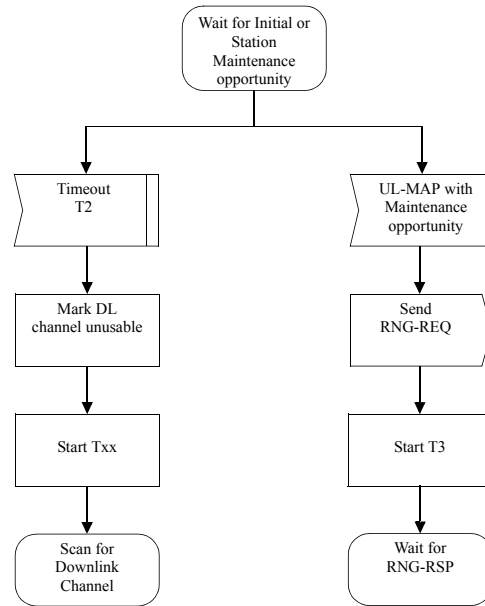 Wait for Initial or
Station
Maintenance
opportunity
Timeout
T2
UL-MAP with
Maintenance
opportunity
Mark DL
channel unusable
Send
RNG-REQ
Start Txx
Start T3
Scan for
Downlink
Channel
Wait for
RNG-RSP